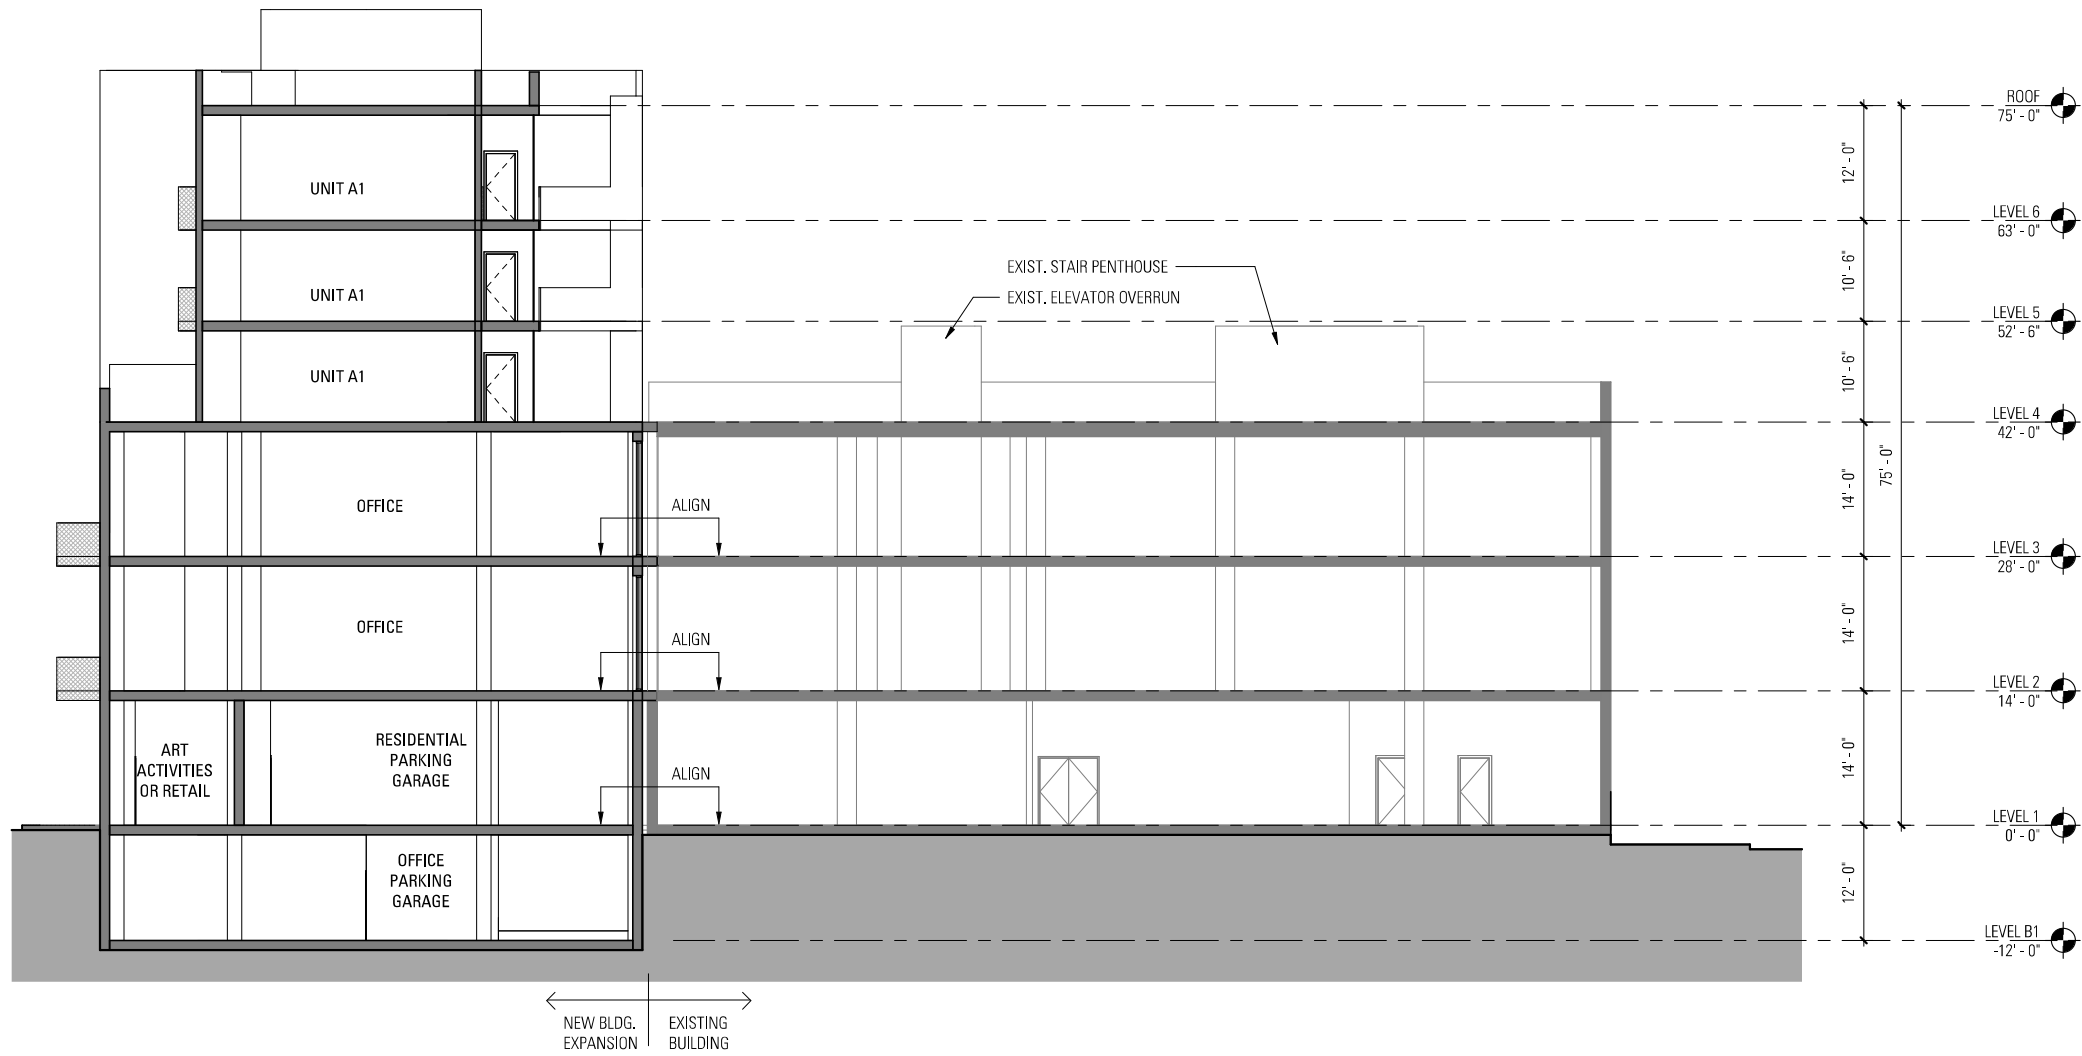 ROOF
75' - 0"
12' - 0"
UNIT A1
LEVEL 6
63' - 0"
EXIST. STAIR PENTHOUSE
10' - 6"
UNIT A1
EXIST. ELEVATOR OVERRUN
LEVEL 5
52' - 6"
UNIT A1
10' - 6"
LEVEL 4
42' - 0"
75' - 0"
14' - 0"
OFFICE
ALIGN
LEVEL 3
28' - 0"
OFFICE
ALIGN
14' - 0"
LEVEL 2
14' - 0"
ART
ACTIVITIES
OR RETAIL
RESIDENTIAL
PARKING
GARAGE
ALIGN
14' - 0"
LEVEL 1
0' - 0"
OFFICE
PARKING
GARAGE
12' - 0"
LEVEL B1
-12' - 0"
NEW BLDG.
EXPANSION
EXISTING
BUILDING